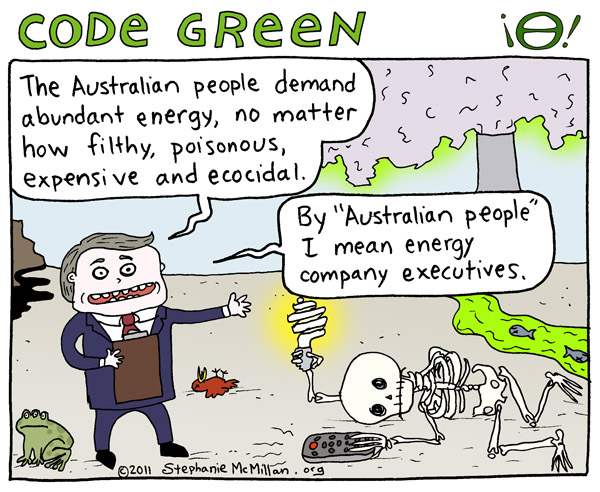 CODE GREEN
¡Ө!
The Australian people demand
abundant energy, no matter
how filthy, poisonous,
expensive and ecocidal.
By "Australian people"
I mean energy
company executives.
©2011 Stephanie McMillan.org